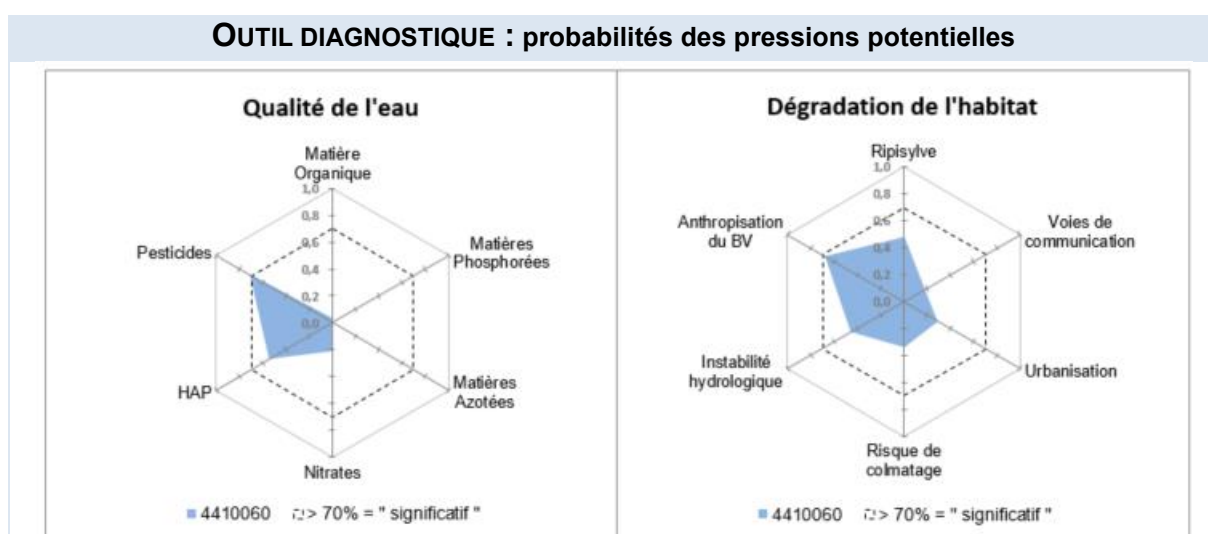 OUTIL DIAGNOSTIQUE : probabilités des pressions potentielles
Qualité de l'eau
Matière
Organique
1,0
0,8
0,6
0,4
0,2
0,0
Pesticides
Matières
Phosphorées
HAP
Matières
Azotées
Nitrates
4410060 > 70% = " significatif "
Dégradation de l'habitat
Ripisylve
1,0
0,8
0,6
0,4
0,2
0,0
Anthropisation
du BV
Voies de
communication
Instabilité
hydrologique
Urbanisation
Risque de
colmatage
4410060 > 70% = " significatif "